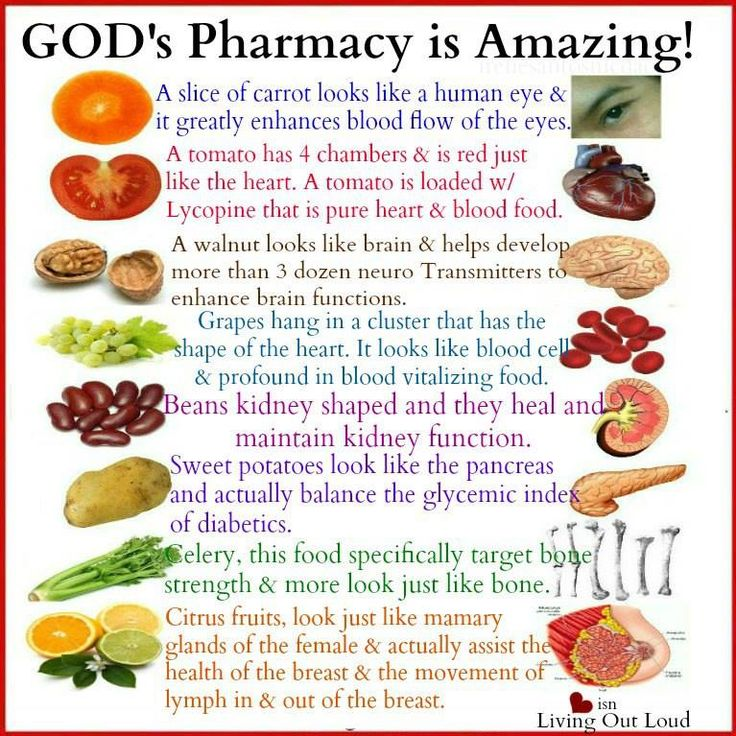 GOD's Pharmacy is Amazing!
A slice of carrot looks like a human eye &
it greatly enhances blood flow of the eyes.
A tomato has 4 chambers & is red just
like the heart. A tomato is loaded w/
Lycopine that is pure heart & blood food.
A walnut looks like brain & helps develop
more than 3 dozen neuro Transmitters to
enhance brain functions.
Grapes hang in a cluster that has the
shape of the heart. It looks like blood cell
& profound in blood vitalizing food.
Beans kidney shaped and they heal and
maintain kidney function.
Sweet potatoes look like the pancreas
and actually balance the glycemic index
of diabetics.
Celery, this food specifically target bone
strength & more look just like bone.
Citrus fruits, look just like mamary
glands of the female & actually assist the
health of the breast & the movement of
lymph in & out of the breast.
isn
Living Out Loud